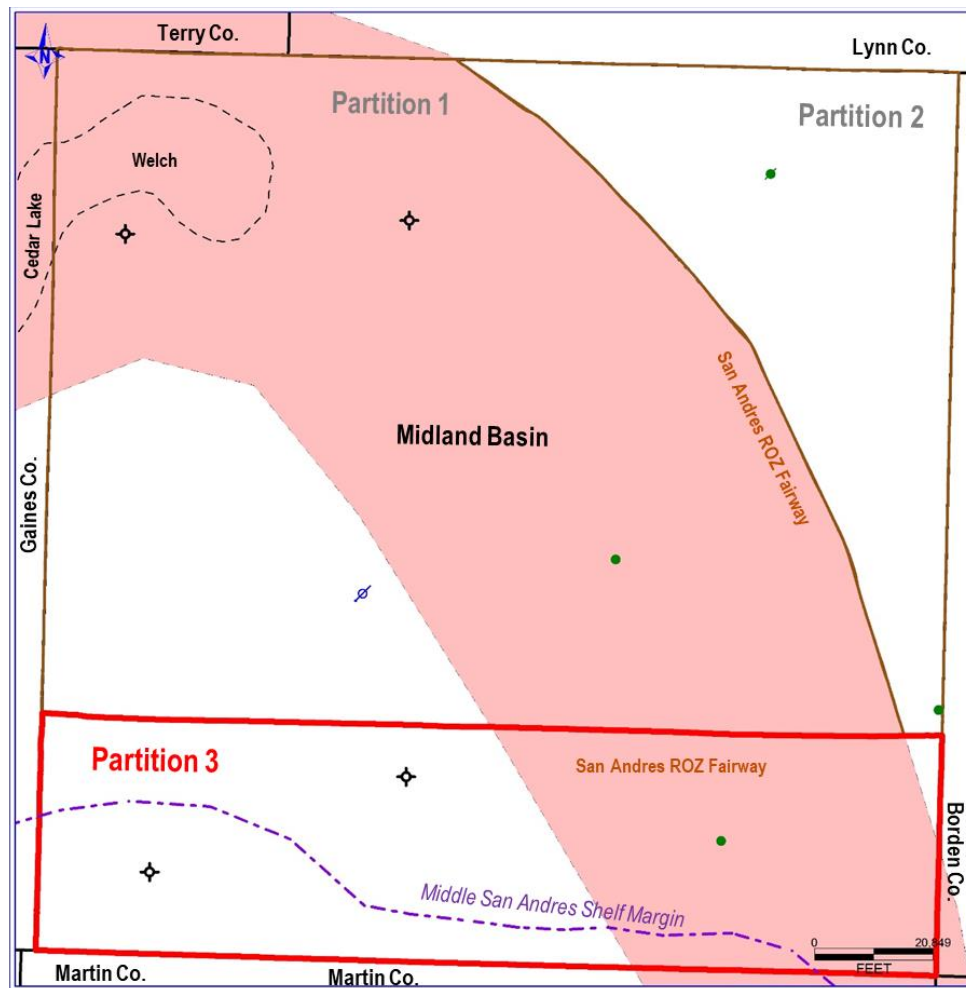 Terry Co.
Lynn Co.
N
Partition 1
Partition 2
Welch
Cedar Lake
San Andres ROZ Fairway
Midland Basin
Gaines Co.
Partition 3
San Andres ROZ Fairway
Borden Co.
Middle San Andres Shelf Margin
0 20,849
FEET
Martin Co.
Martin Co.